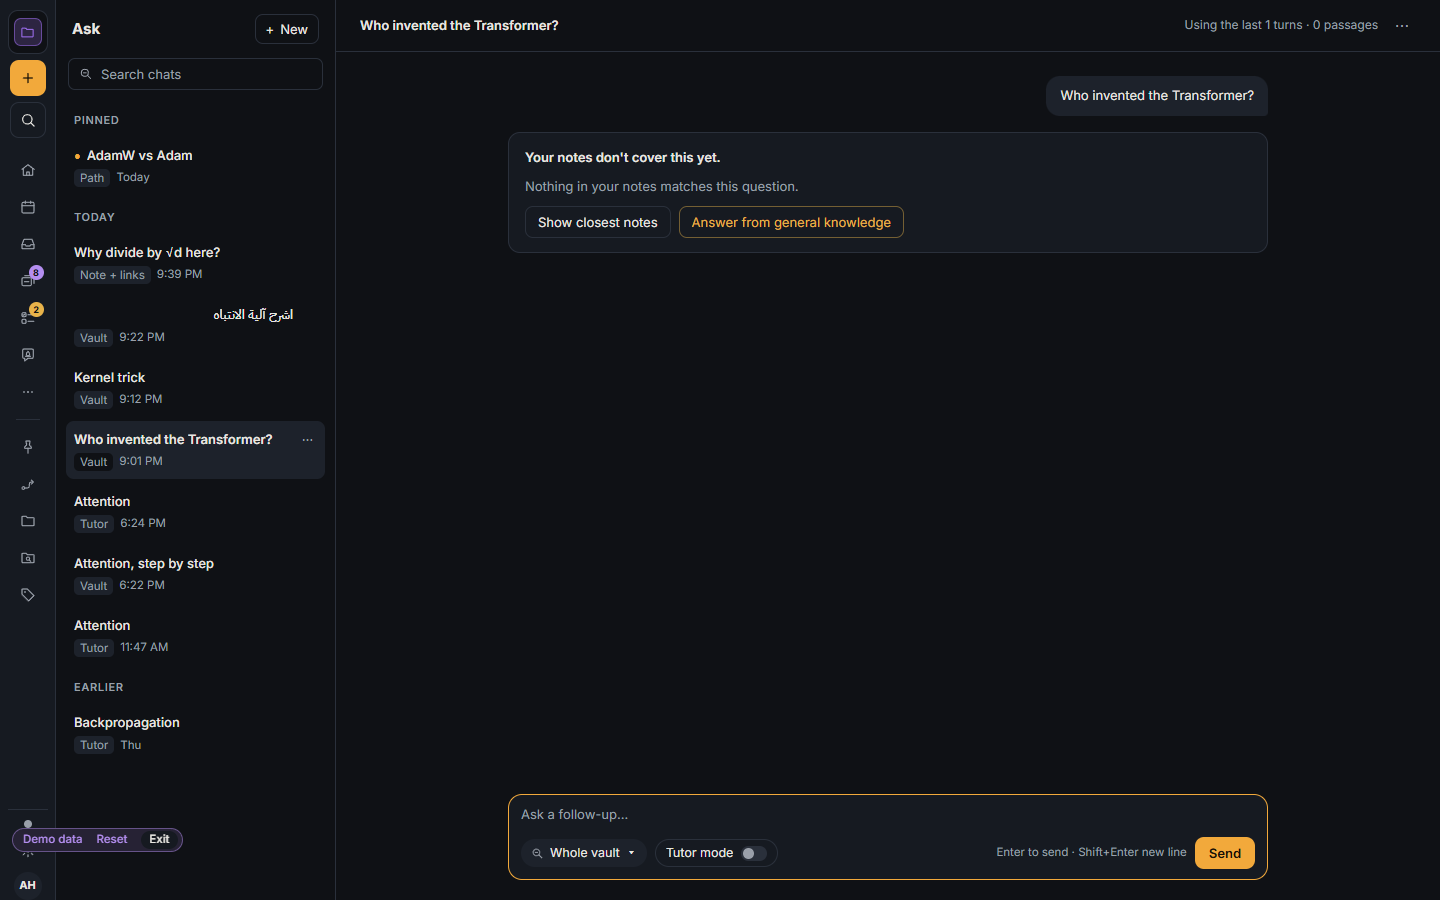 Ask
+ New
Search chats
PINNED
AdamW vs Adam
Path Today
TODAY
Why divide by √d here?
Note + links 9:39 PM
اشرح آلية الانتباه
Vault 9:22 PM
Kernel trick
Vault 9:12 PM
Who invented the Transformer? ···
Vault 9:01 PM
Attention
Tutor 6:24 PM
Attention, step by step
Vault 6:22 PM
Attention
Tutor 11:47 AM
EARLIER
Backpropagation
Tutor Thu
8
2
Demo data Reset Exit
AH
Who invented the Transformer?
Using the last 1 turns · 0 passages ···
Who invented the Transformer?
Your notes don't cover this yet.
Nothing in your notes matches this question.
Show closest notes Answer from general knowledge
Ask a follow-up...
Whole vault Tutor mode
Enter to send · Shift+Enter new line Send